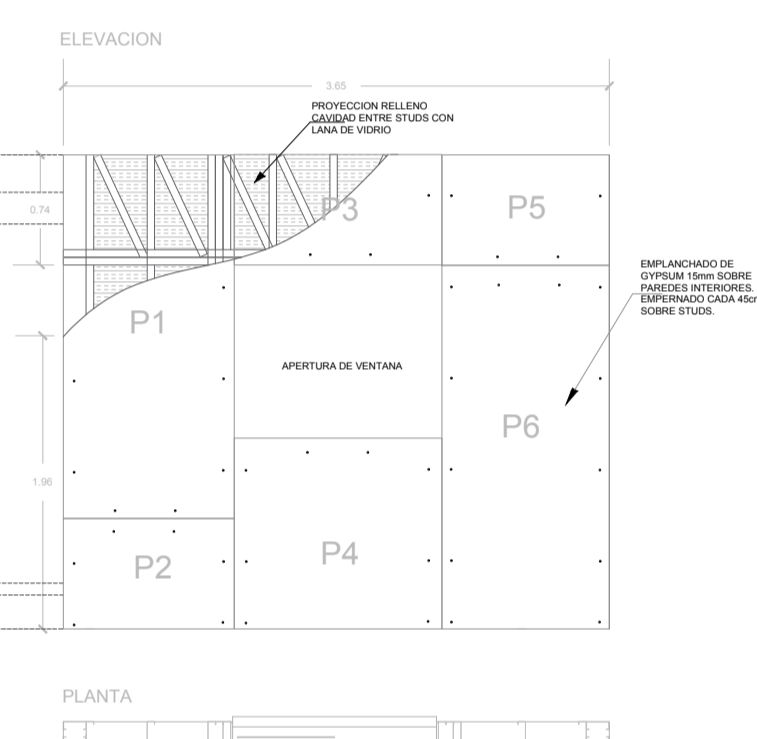 ELEVACION
3.65
PROYECCION RELLENO
CAVIDAD ENTRE STUDS CON
LANA DE VIDRIO
0.74
P3
P5
EMPLANCHADO DE
GYPSUM 15mm SOBRE
PAREDES INTERIORES.
EMPERNADO CADA 45cr
SOBRE STUDS.
P1
APERTURA DE VENTANA
P6
1.96
P2
P4
PLANTA